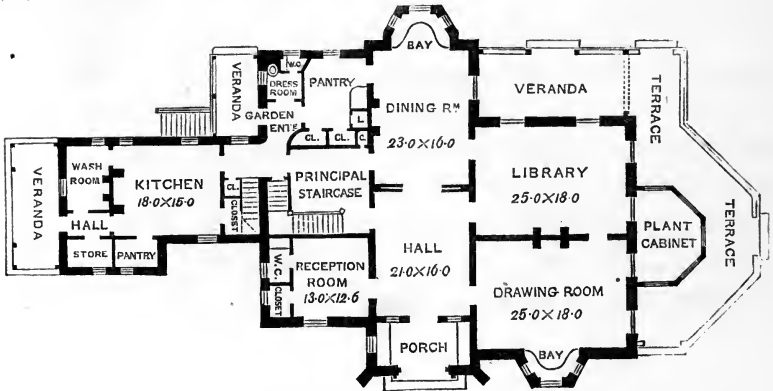 BAY
W.C.
DRESS
ROOM
PANTRY
VERANDA
VERANDA
TERRACE
GARDEN
ENTE
L.
DINING RM
23.0×16.0
CL.
CL.
C.
WASH
ROOM
KITCHEN
18.0×15.0
CL.
CLOSET
PRINCIPAL
STAIRCASE
LIBRARY
25.0×18.0
VERANDA
HALL
STORE
PANTRY
PLANT
CABINET
TERRACE
W.C.
CLOSET
RECEPTION
ROOM
13.0×12.6
HALL
21.0×16.0
DRAWING ROOM
25.0×18.0
PORCH
BAY